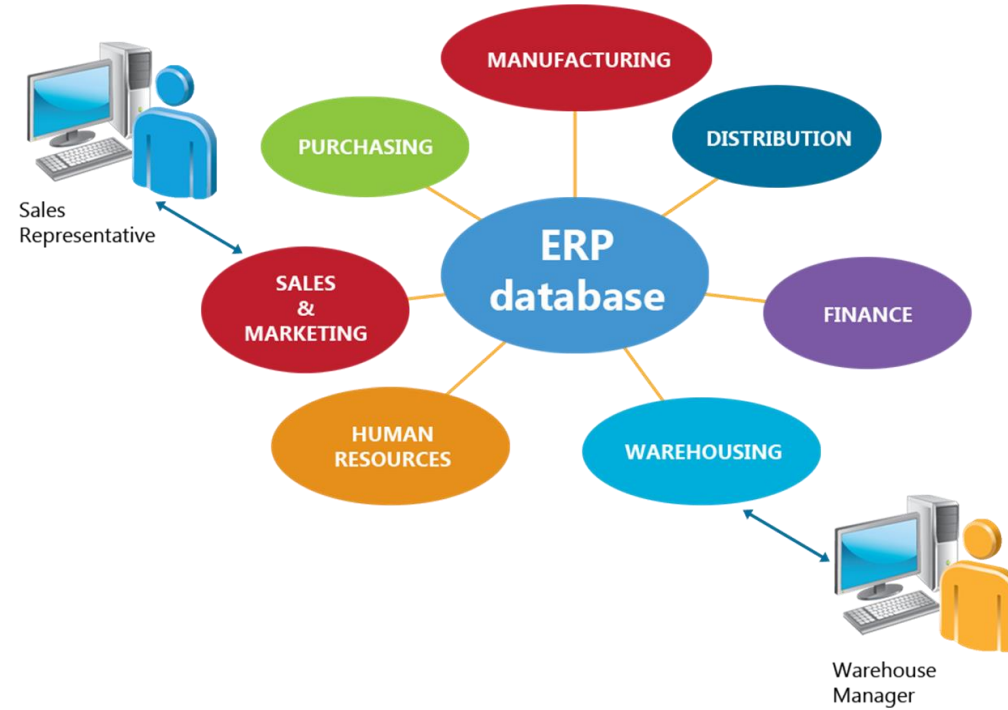 MANUFACTURING
PURCHASING
DISTRIBUTION
Sales
Representative
ERP
database
SALES
&
MARKETING
FINANCE
HUMAN
RESOURCES
WAREHOUSING
Warehouse
Manager